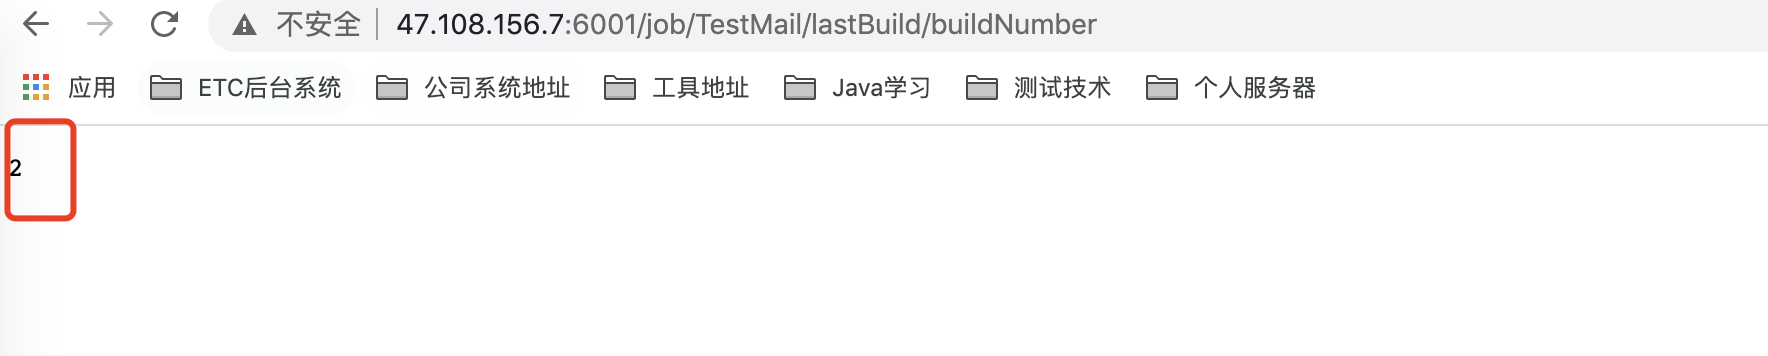 不安全 47.108.156.7:6001/job/TestMail/lastBuild/buildNumber
应用 ETC后台系统 公司系统地址 工具地址 Java学习 测试技术 个人服务器
2